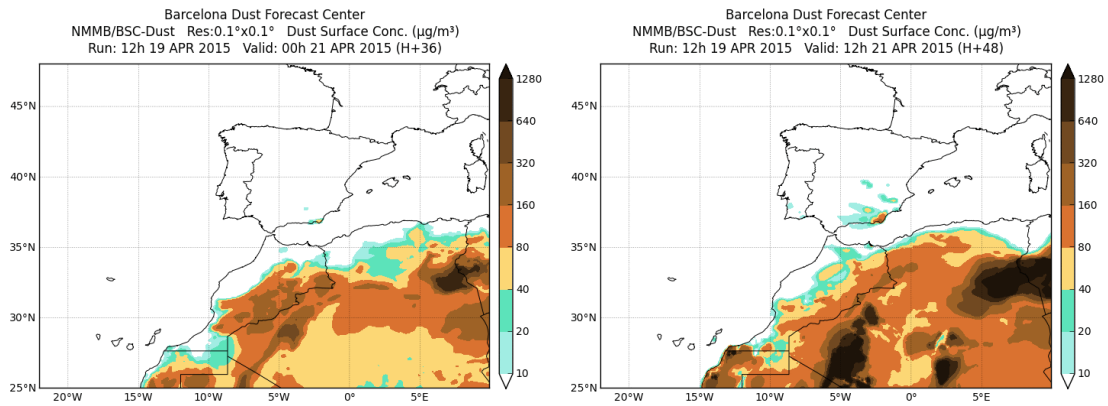 Barcelona Dust Forecast Center
NMMB/BSC-Dust Res:0.1°x0.1° Dust Surface Conc. (µg/m³)
Run: 12h 19 APR 2015 Valid: 00h 21 APR 2015 (H+36)
45°N
40°N
35°N
30°N
25°N
20°W
15°W
10°W
5°W
0°
5°E
1280
640
320
160
80
40
20
10
Barcelona Dust Forecast Center
NMMB/BSC-Dust Res:0.1°x0.1° Dust Surface Conc. (µg/m³)
Run: 12h 19 APR 2015 Valid: 12h 21 APR 2015 (H+48)
45°N
40°N
35°N
30°N
25°N
20°W
15°W
10°W
5°W
0°
5°E
1280
640
320
160
80
40
20
10